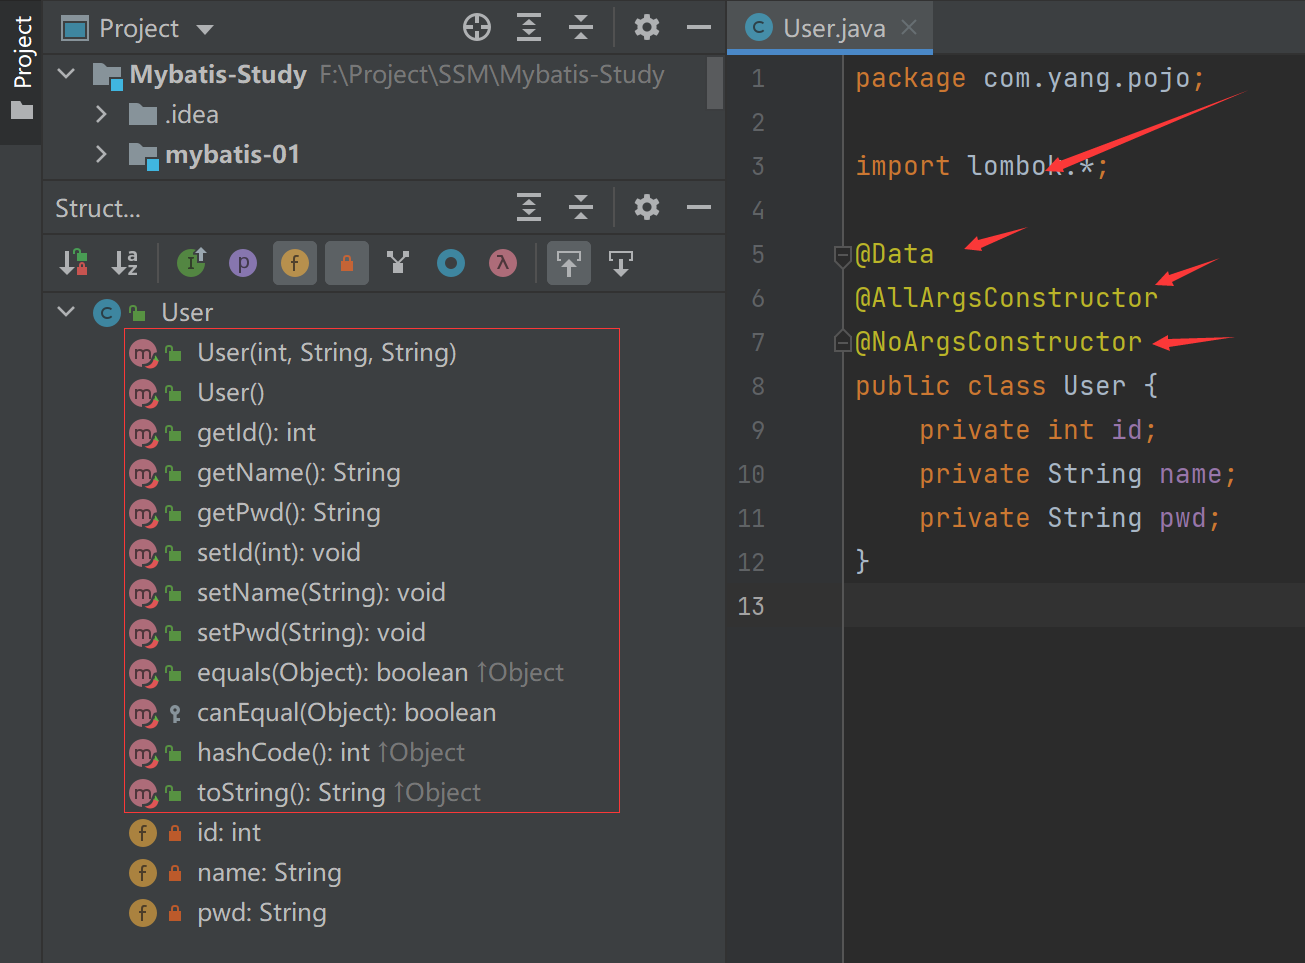 Project
Project
Mybatis-Study F:\Project\SSM\Mybatis-Study
.idea
mybatis-01
Struct...
C User
m User(int, String, String)
m User()
m getId(): int
m getName(): String
m getPwd(): String
m setId(int): void
m setName(String): void
m setPwd(String): void
m equals(Object): boolean ↑Object
m canEqual(Object): boolean
m hashCode(): int ↑Object
m toString(): String ↑Object
f id: int
f name: String
f pwd: String
C User.java
1 package com.yang.pojo;
2
3 import lombok.*;
4
5 @Data
6 @AllArgsConstructor
7 @NoArgsConstructor
8 public class User {
9 private int id;
10 private String name;
11 private String pwd;
12 }
13